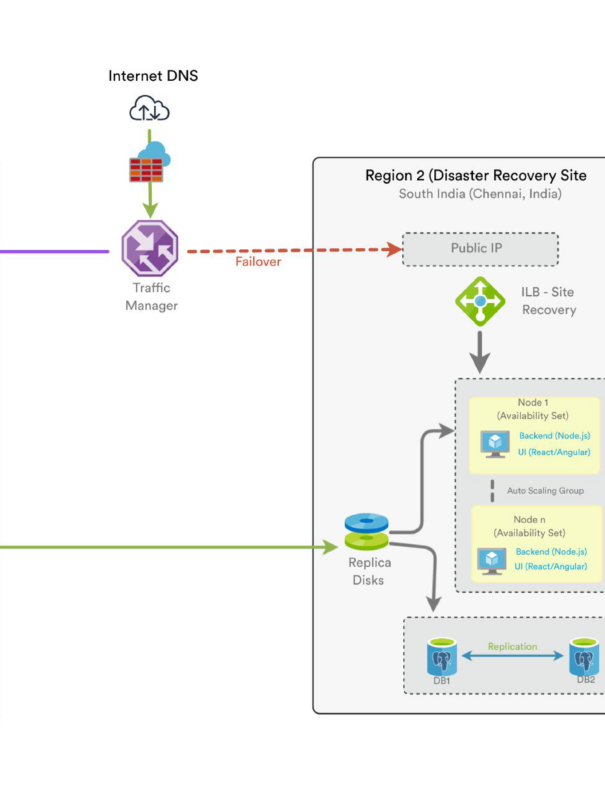 Internet DNS
Region 2 (Disaster Recovery Site
South India (Chennai, India)
Public IP
Failover
Traffic
Manager
ILB - Site
Recovery
Node 1
(Availability Set)
Backend (Node.js)
UI (React/Angular)
Auto Scaling Group
Node n
(Availability Set)
Backend (Node.js)
UI (React/Angular)
Replica
Disks
Replication
DB1
DB2